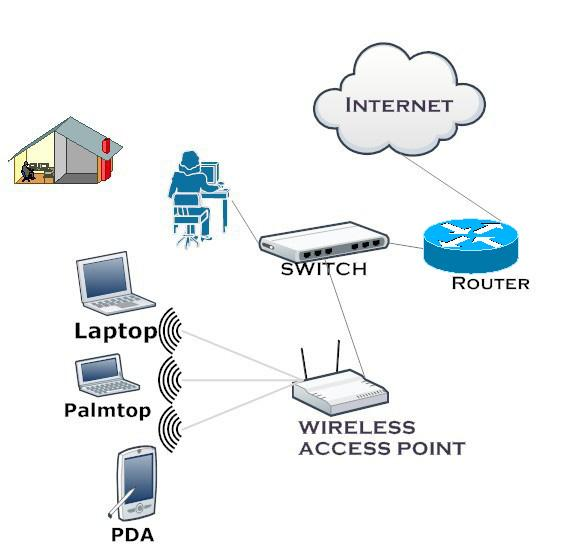 INTERNET
SWITCH
ROUTER
Laptop
Palmtop
WIRELESS
ACCESS POINT
PDA